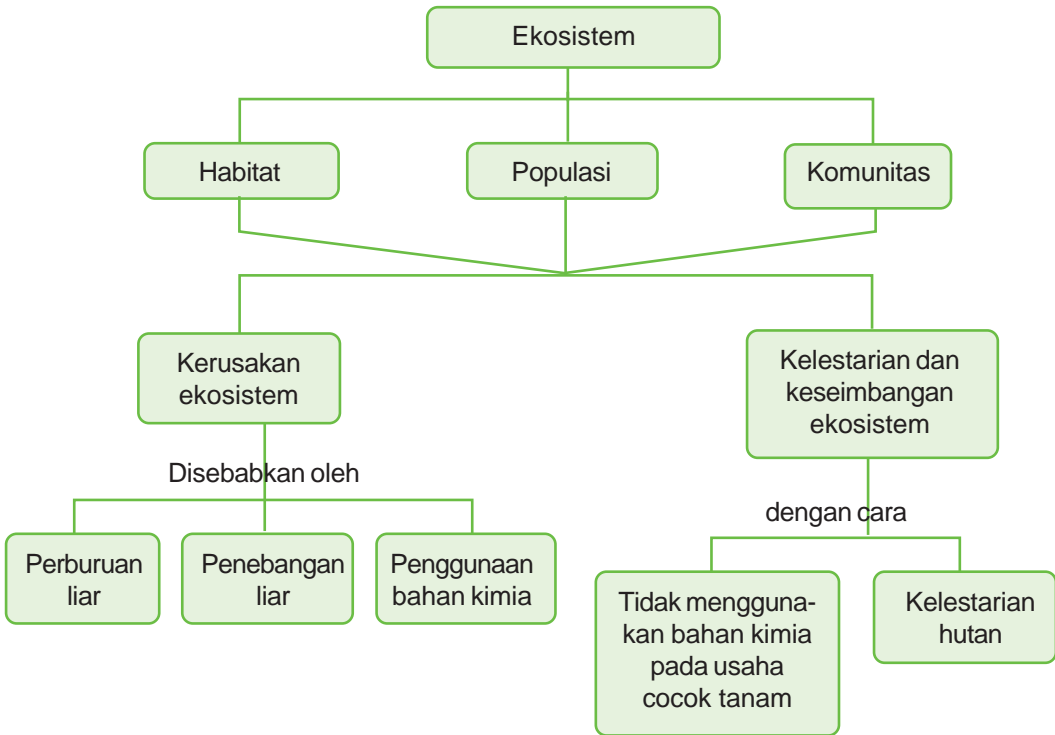 Ekosistem
Habitat
Populasi
Komunitas
Kerusakan
ekosistem
Kelestarian dan
keseimbangan
ekosistem
Disebabkan oleh
dengan cara
Perburuan
liar
Penebangan
liar
Penggunaan
bahan kimia
Tidak mengguna-
kan bahan kimia
pada usaha
cocok tanam
Kelestarian
hutan